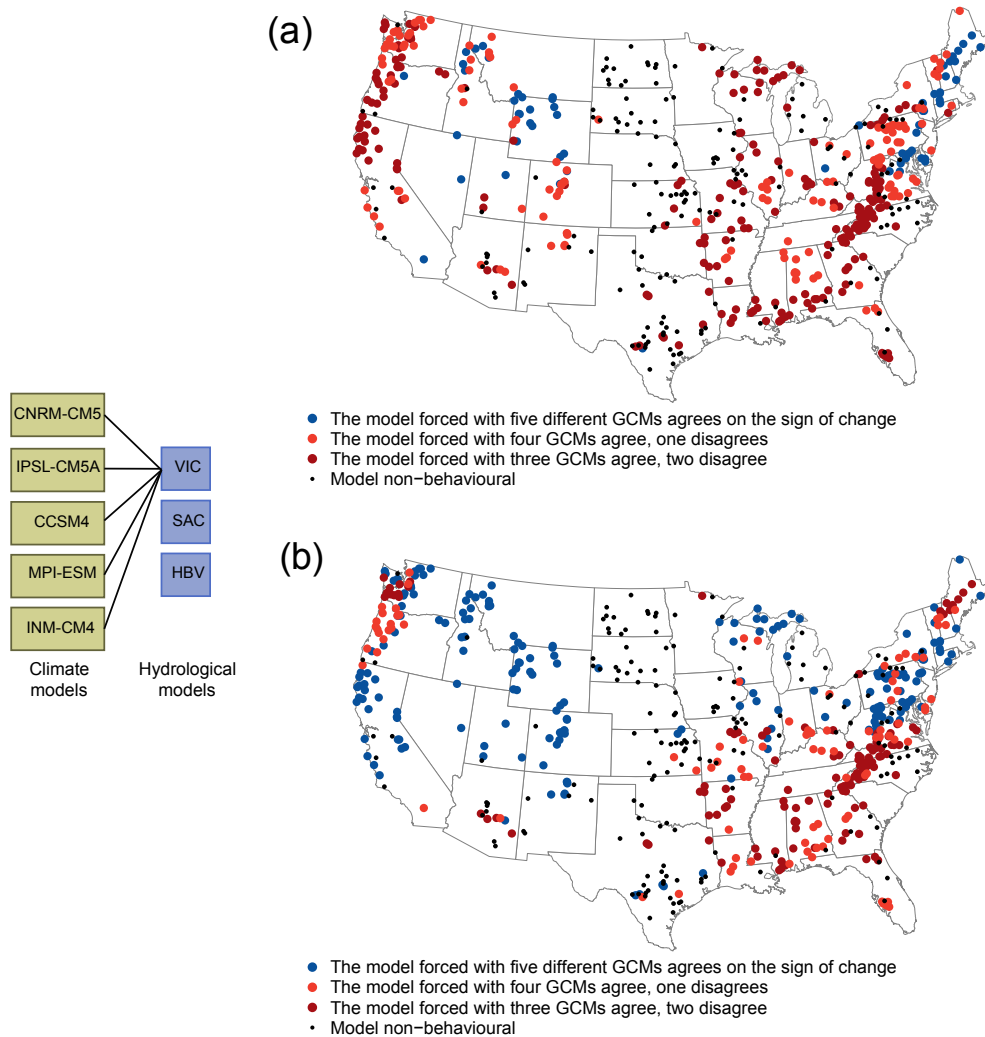 (a)
● The model forced with five different GCMs agrees on the sign of change
● The model forced with four GCMs agree, one disagrees
● The model forced with three GCMs agree, two disagree
• Model non−behavioural
CNRM-CM5
IPSL-CM5A
CCSM4
MPI-ESM
INM-CM4
Climate
models
VIC
SAC
HBV
Hydrological
models
(b)
● The model forced with five different GCMs agrees on the sign of change
● The model forced with four GCMs agree, one disagrees
● The model forced with three GCMs agree, two disagree
• Model non−behavioural